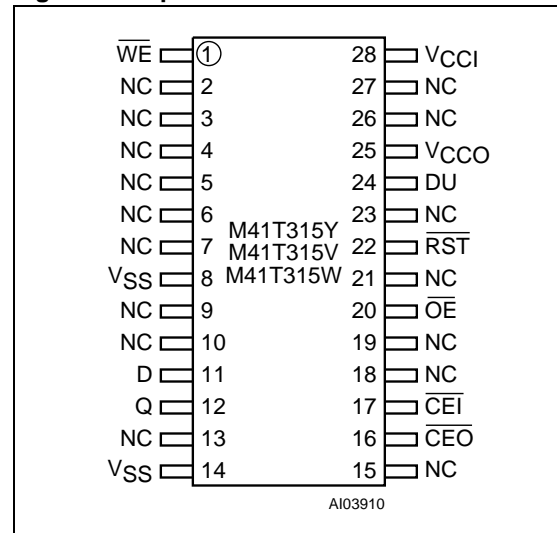 WE 1 28 VCCI
NC 2 27 NC
NC 3 26 NC
NC 4 25 VCCO
NC 5 24 DU
NC 6 23 NC
M41T315Y
NC 7 22 RST
M41T315V
VSS 8 21 NC
M41T315W
NC 9 20 OE
NC 10 19 NC
D 11 18 NC
Q 12 17 CEI
NC 13 16 CEO
VSS 14 15 NC
AI03910